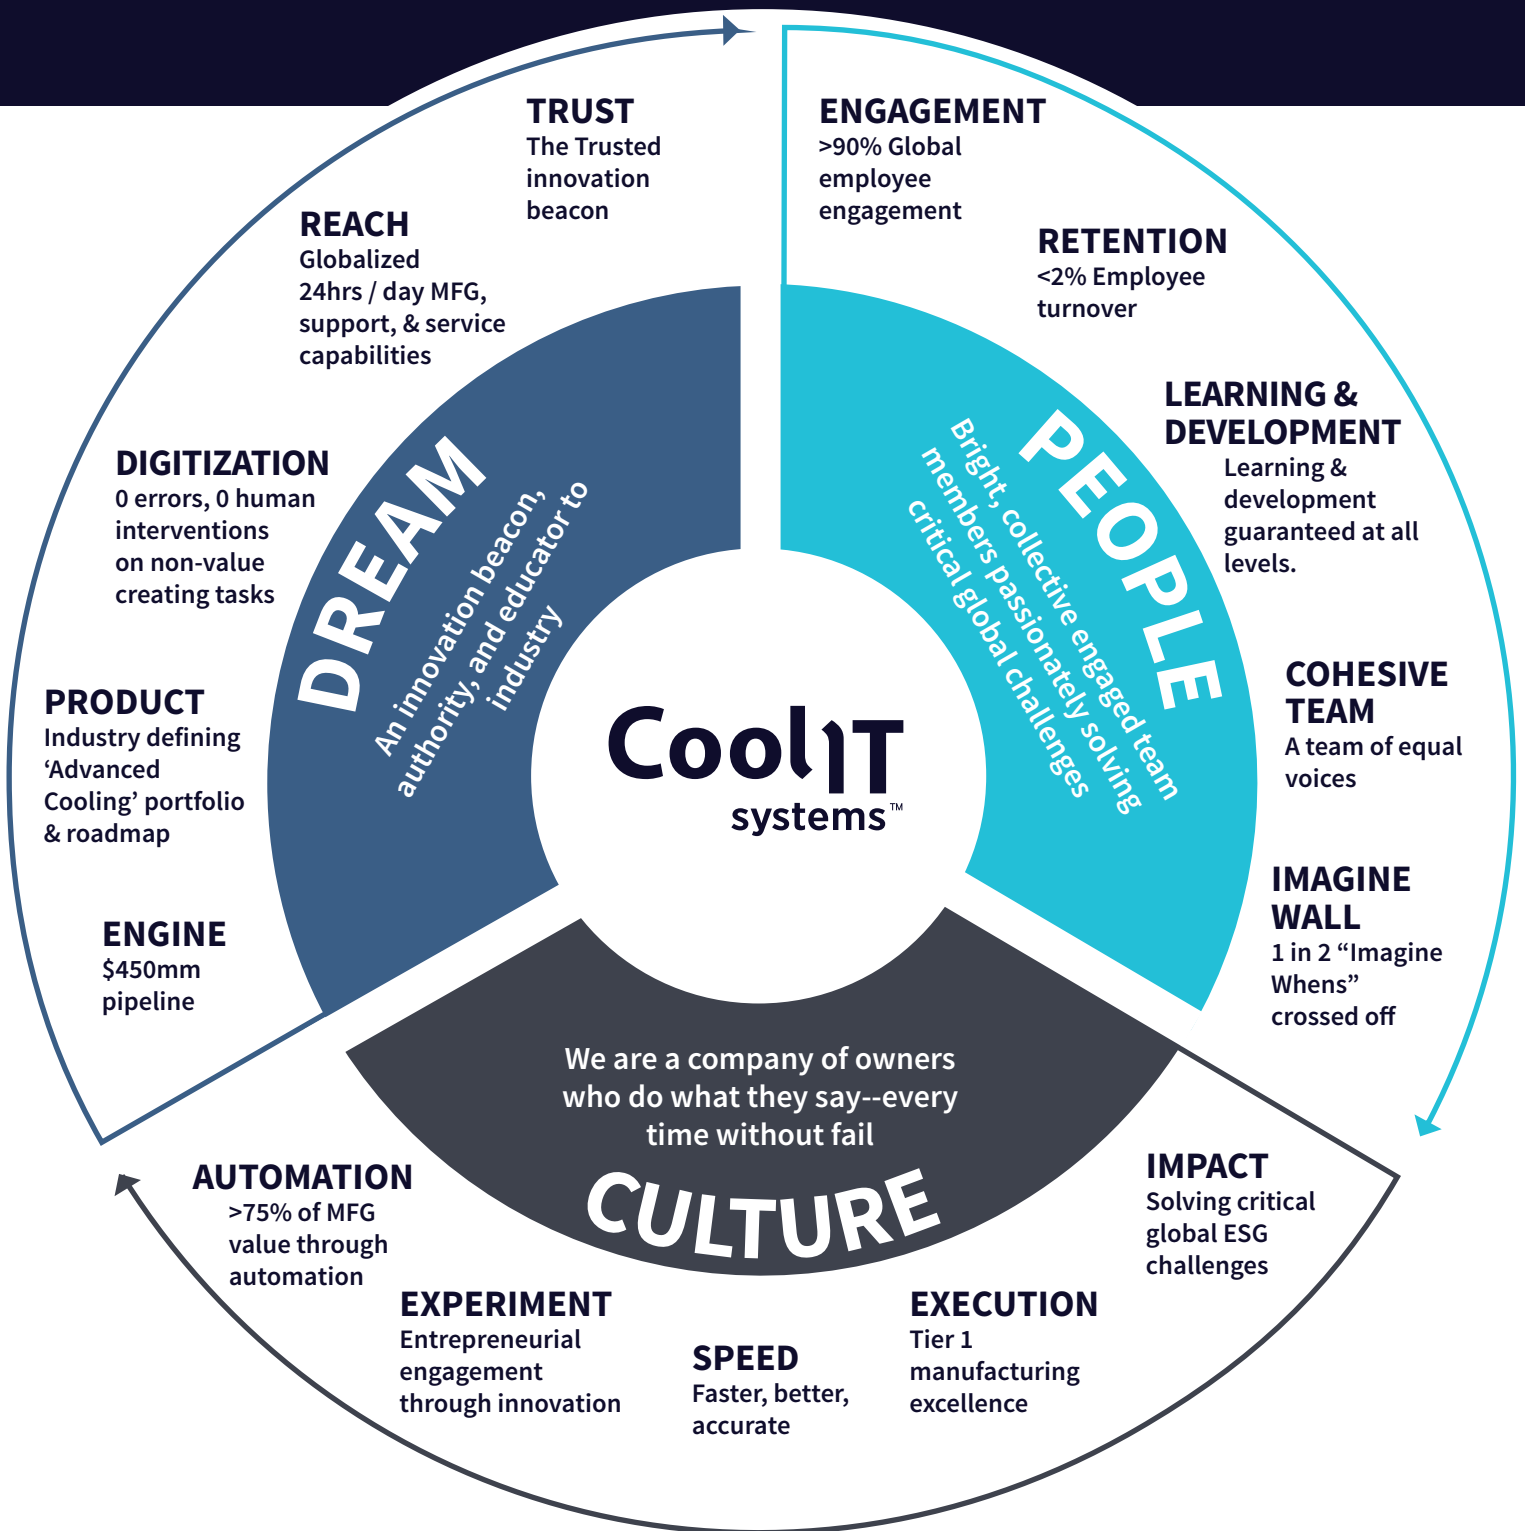 TRUST
The Trusted
innovation
beacon
ENGAGEMENT
>90% Global
employee
engagement
REACH
Globalized
24hrs / day MFG,
support, & service
capabilities
RETENTION
<2% Employee
turnover
LEARNING &
DEVELOPMENT
Learning &
development
guaranteed at all
levels.
DIGITIZATION
0 errors, 0 human
interventions
on non-value
creating tasks
DREAM
An innovation beacon,
authority, and educator to
industry
PEOPLE
Bright, collective engaged team
members passionately solving
critical global challenges
COHESIVE
TEAM
A team of equal
voices
PRODUCT
Industry defining
‘Advanced
Cooling’ portfolio
& roadmap
CoolIT
systems™
IMAGINE
WALL
1 in 2 “Imagine
Whens”
crossed off
ENGINE
$450mm
pipeline
We are a company of owners
who do what they say--every
time without fail
CULTURE
IMPACT
Solving critical
global ESG
challenges
AUTOMATION
>75% of MFG
value through
automation
EXPERIMENT
Entrepreneurial
engagement
through innovation
SPEED
Faster, better,
accurate
EXECUTION
Tier 1
manufacturing
excellence